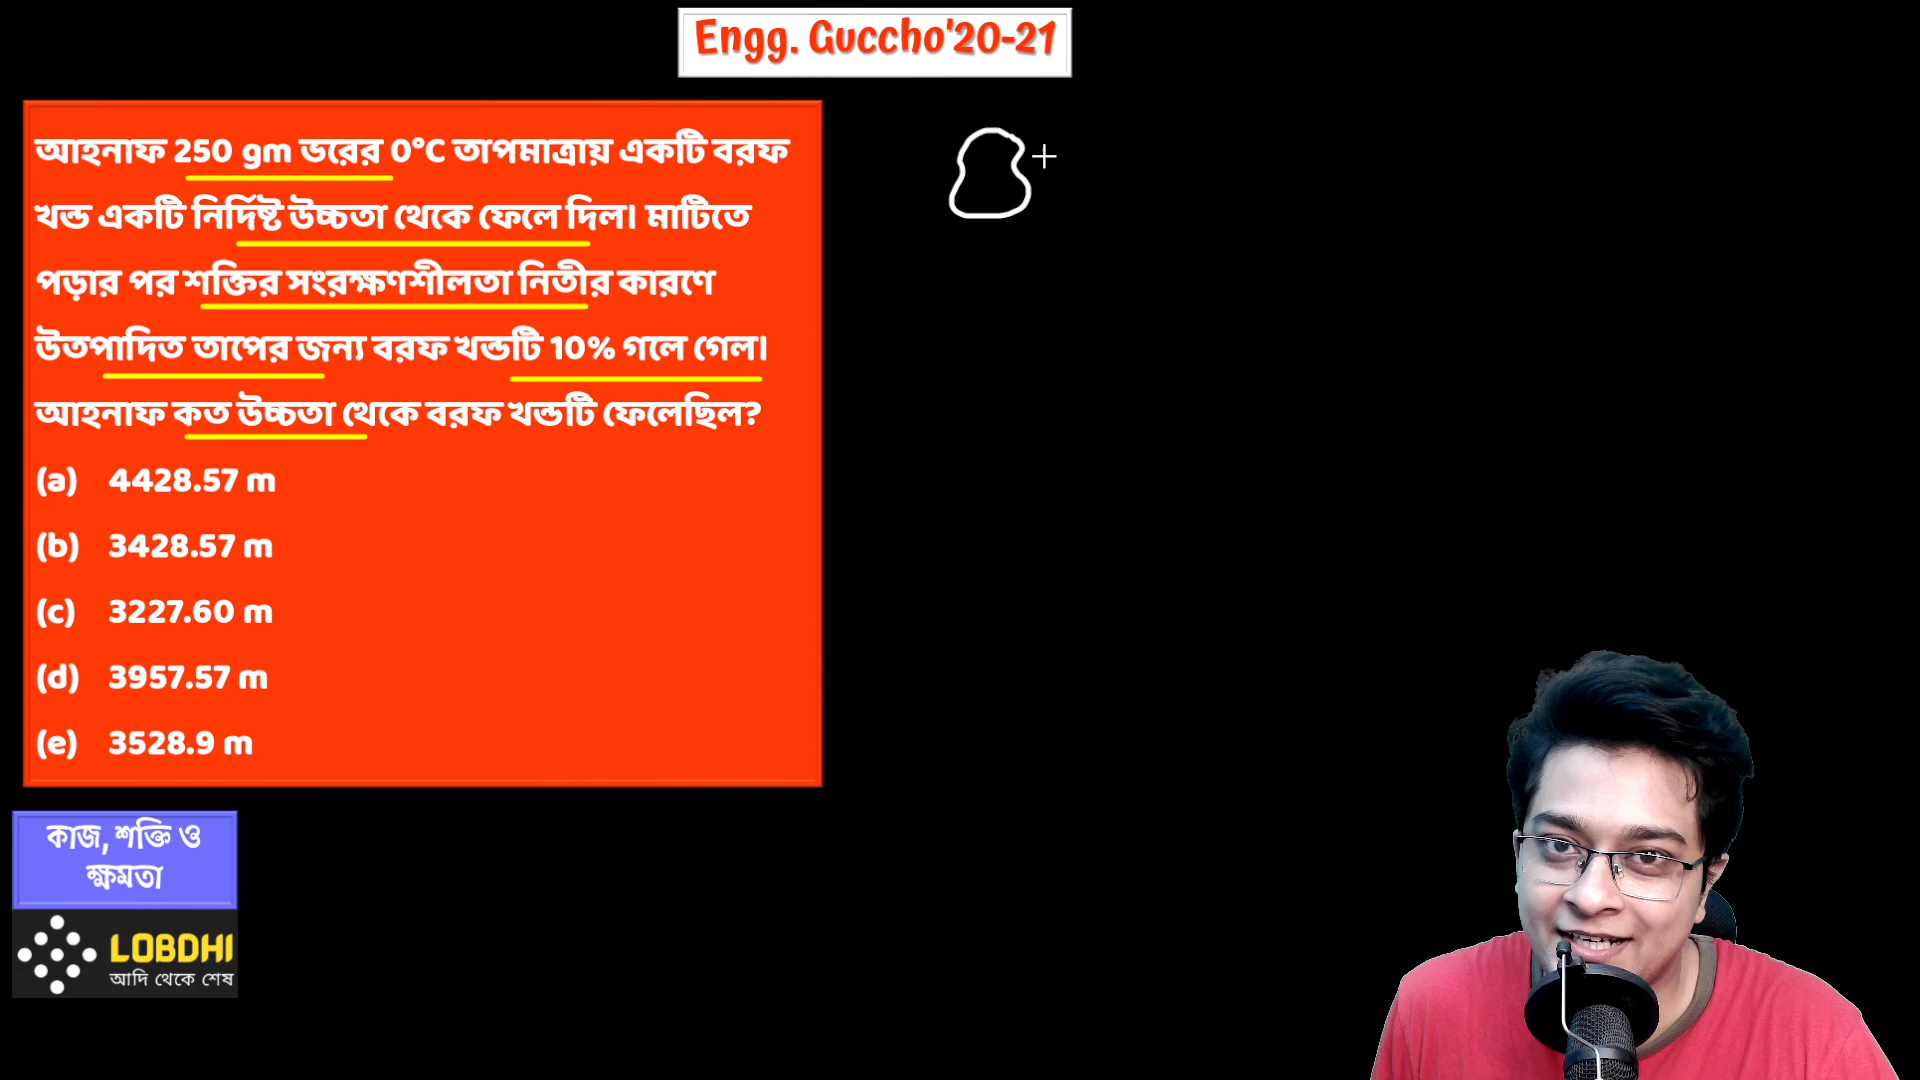 Engg. Guccho'20-21
আহনাফ 250 gm ভরের 0°C তাপমাত্রায় একটি বরফ
খন্ড একটি নির্দিষ্ট উচ্চতা থেকে ফেলে দিল। মাটিতে
পড়ার পর শক্তির সংরক্ষণশীলতা নিতীর কারণে
উতপাদিত তাপের জন্য বরফ খন্ডটি 10% গলে গেল।
আহনাফ কত উচ্চতা থেকে বরফ খন্ডটি ফেলেছিল?
(a) 4428.57 m
(b) 3428.57 m
(c) 3227.60 m
(d) 3957.57 m
(e) 3528.9 m
কাজ, শক্তি ও
ক্ষমতা
LOBDHI
আদি থেকে শেষ